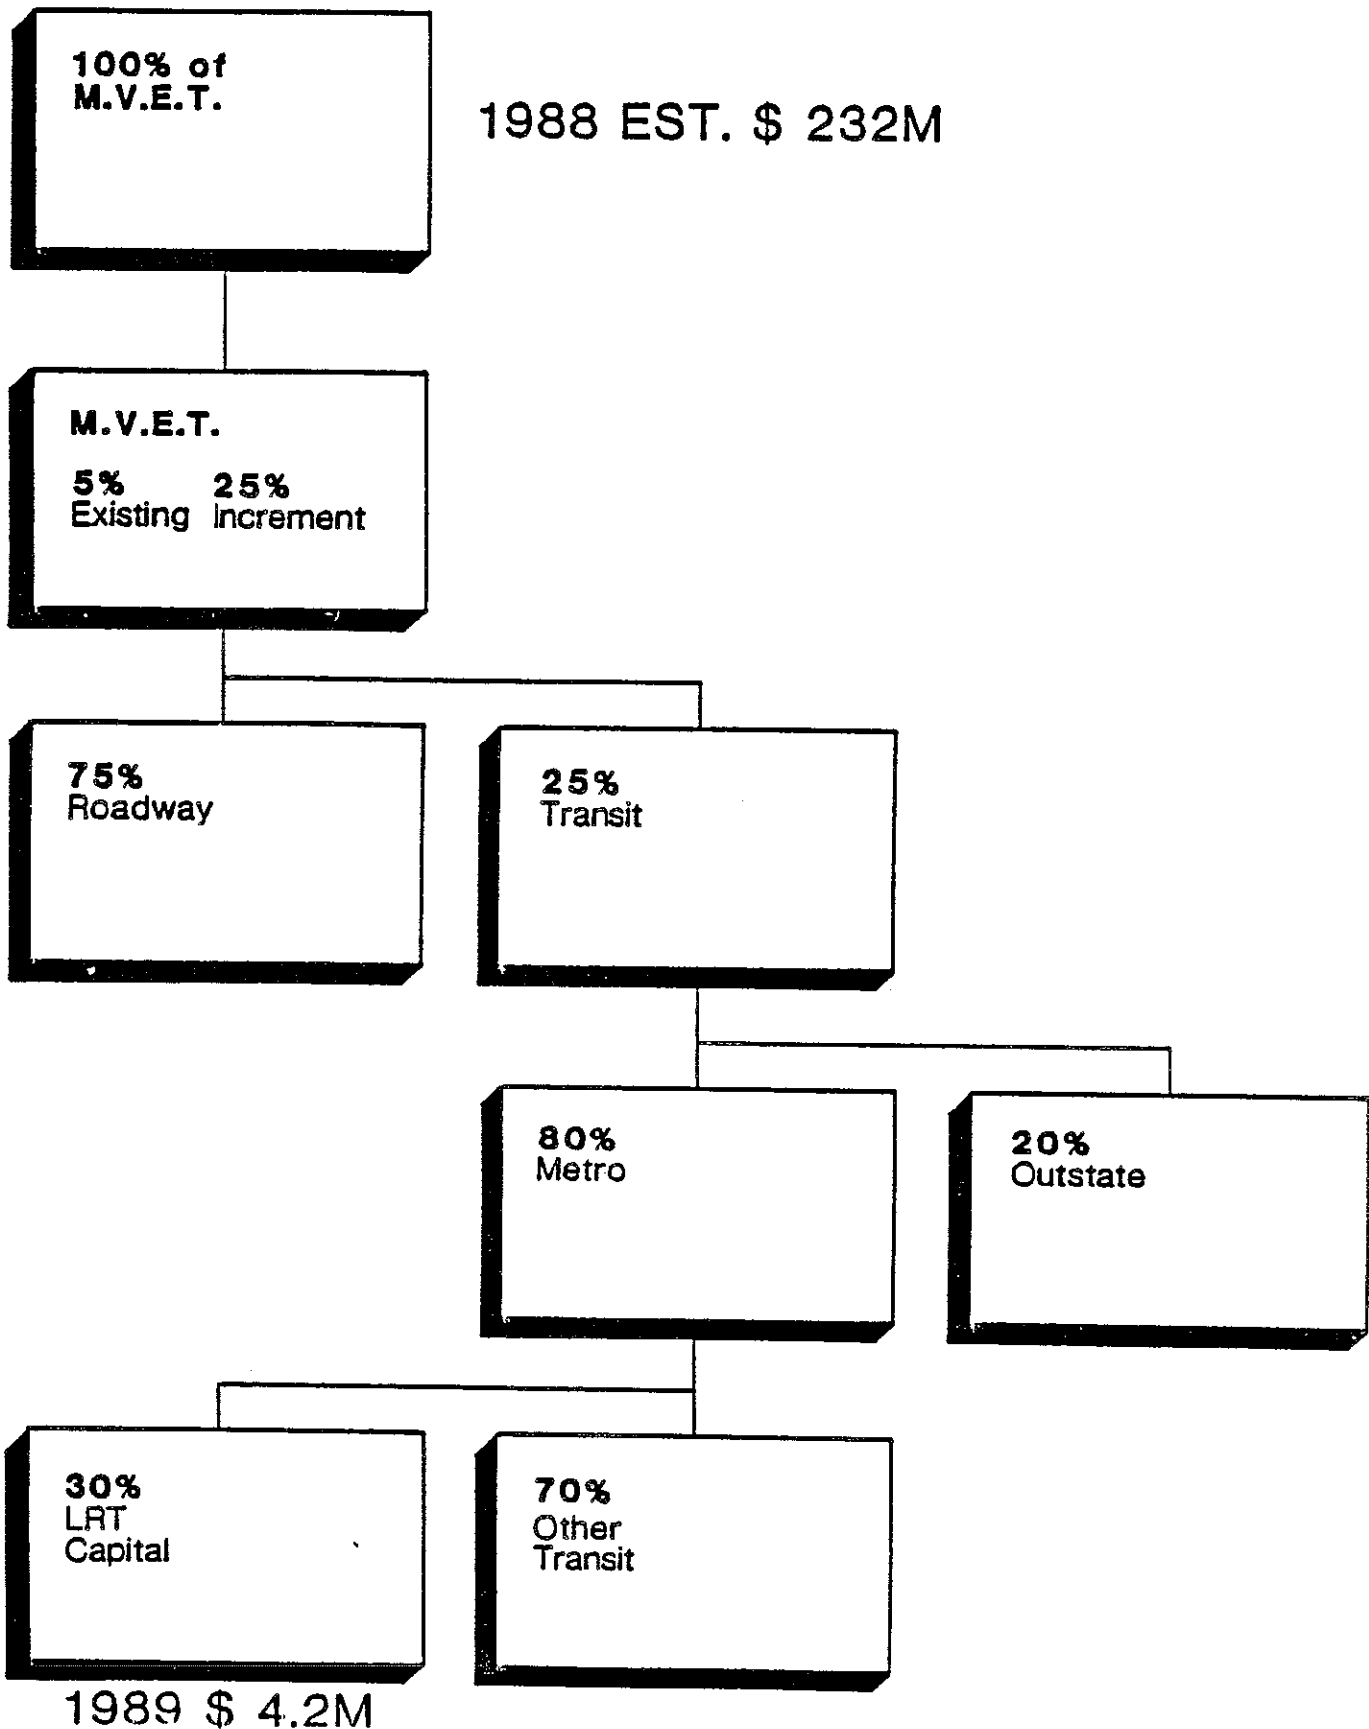 100% of
M.V.E.T.
1988 EST. $ 232M
M.V.E.T.
5% 25%
Existing Increment
75%
Roadway
25%
Transit
80%
Metro
20%
Outstate
30%
LRT
Capital
70%
Other
Transit
1989 $ 4.2M